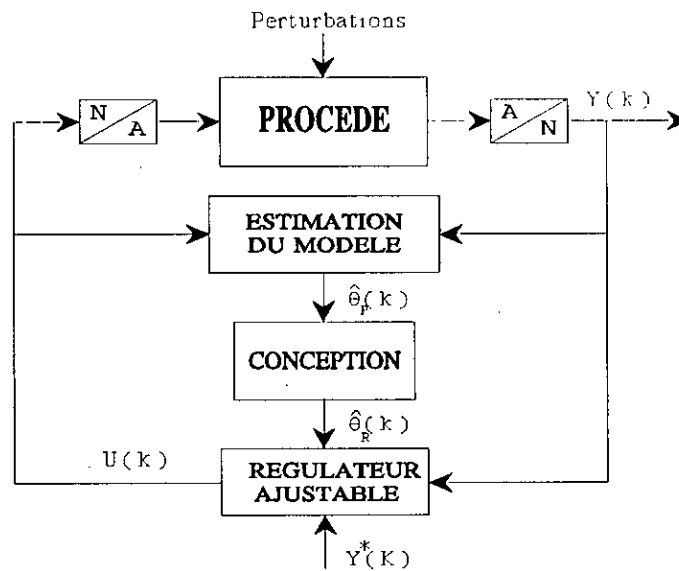 Perturbations
N
A
PROCEDE
A
N
Y(k)
ESTIMATION
DU MODELE
θ̂P(k)
CONCEPTION
θ̂R(k)
U(k)
REGULATEUR
AJUSTABLE
Y*(K)